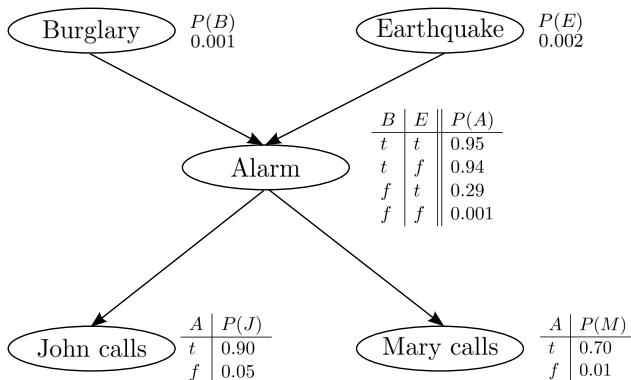 Burglary
P(B)
0.001
Earthquake
P(E)
0.002
Alarm
B E P(A)
t t 0.95
t f 0.94
f t 0.29
f f 0.001
John calls
A P(J)
t 0.90
f 0.05
Mary calls
A P(M)
t 0.70
f 0.01